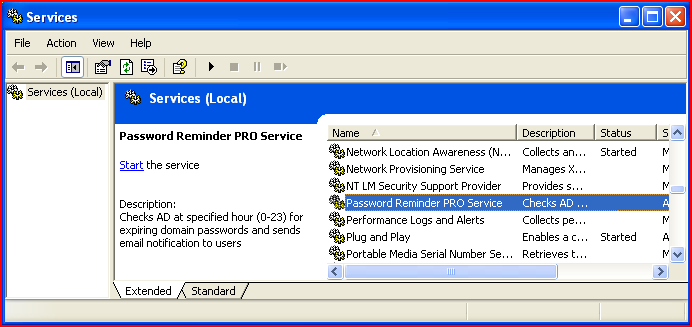 Services
File Action View Help
Services (Local)
Services (Local)
Password Reminder PRO Service
Start the service
Description:
Checks AD at specified hour (0-23) for
expiring domain passwords and sends
email notification to users
Name Description Status S
Network Location Awareness (N... Collects an... Started M
Network Provisioning Service Manages X... M
NT LM Security Support Provider Provides s... M
Password Reminder PRO Service Checks AD ... A
Performance Logs and Alerts Collects pe... M
Plug and Play Enables a c... Started A
Portable Media Serial Number Se... Retrieves t... M
Extended Standard